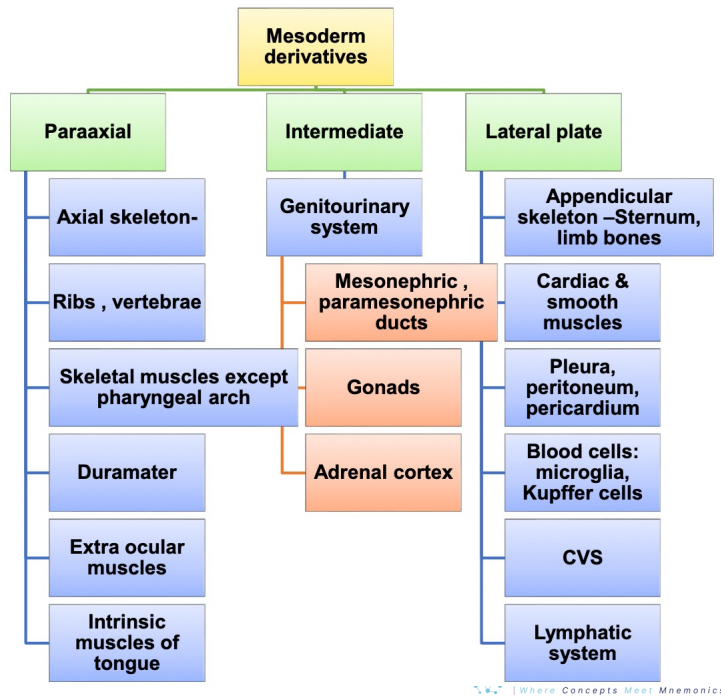 Mesoderm
derivatives
Paraaxial
Intermediate
Lateral plate
Axial skeleton-
Ribs , vertebrae
Skeletal muscles except
pharyngeal arch
Duramater
Extra ocular
muscles
Intrinsic
muscles of
tongue
Genitourinary
system
Mesonephric ,
paramesonephric
ducts
Gonads
Adrenal cortex
Appendicular
skeleton –Sternum,
limb bones
Cardiac &
smooth
muscles
Pleura,
peritoneum,
pericardium
Blood cells:
microglia,
Kupffer cells
CVS
Lymphatic
system
| Where Concepts Meet Mnemonics